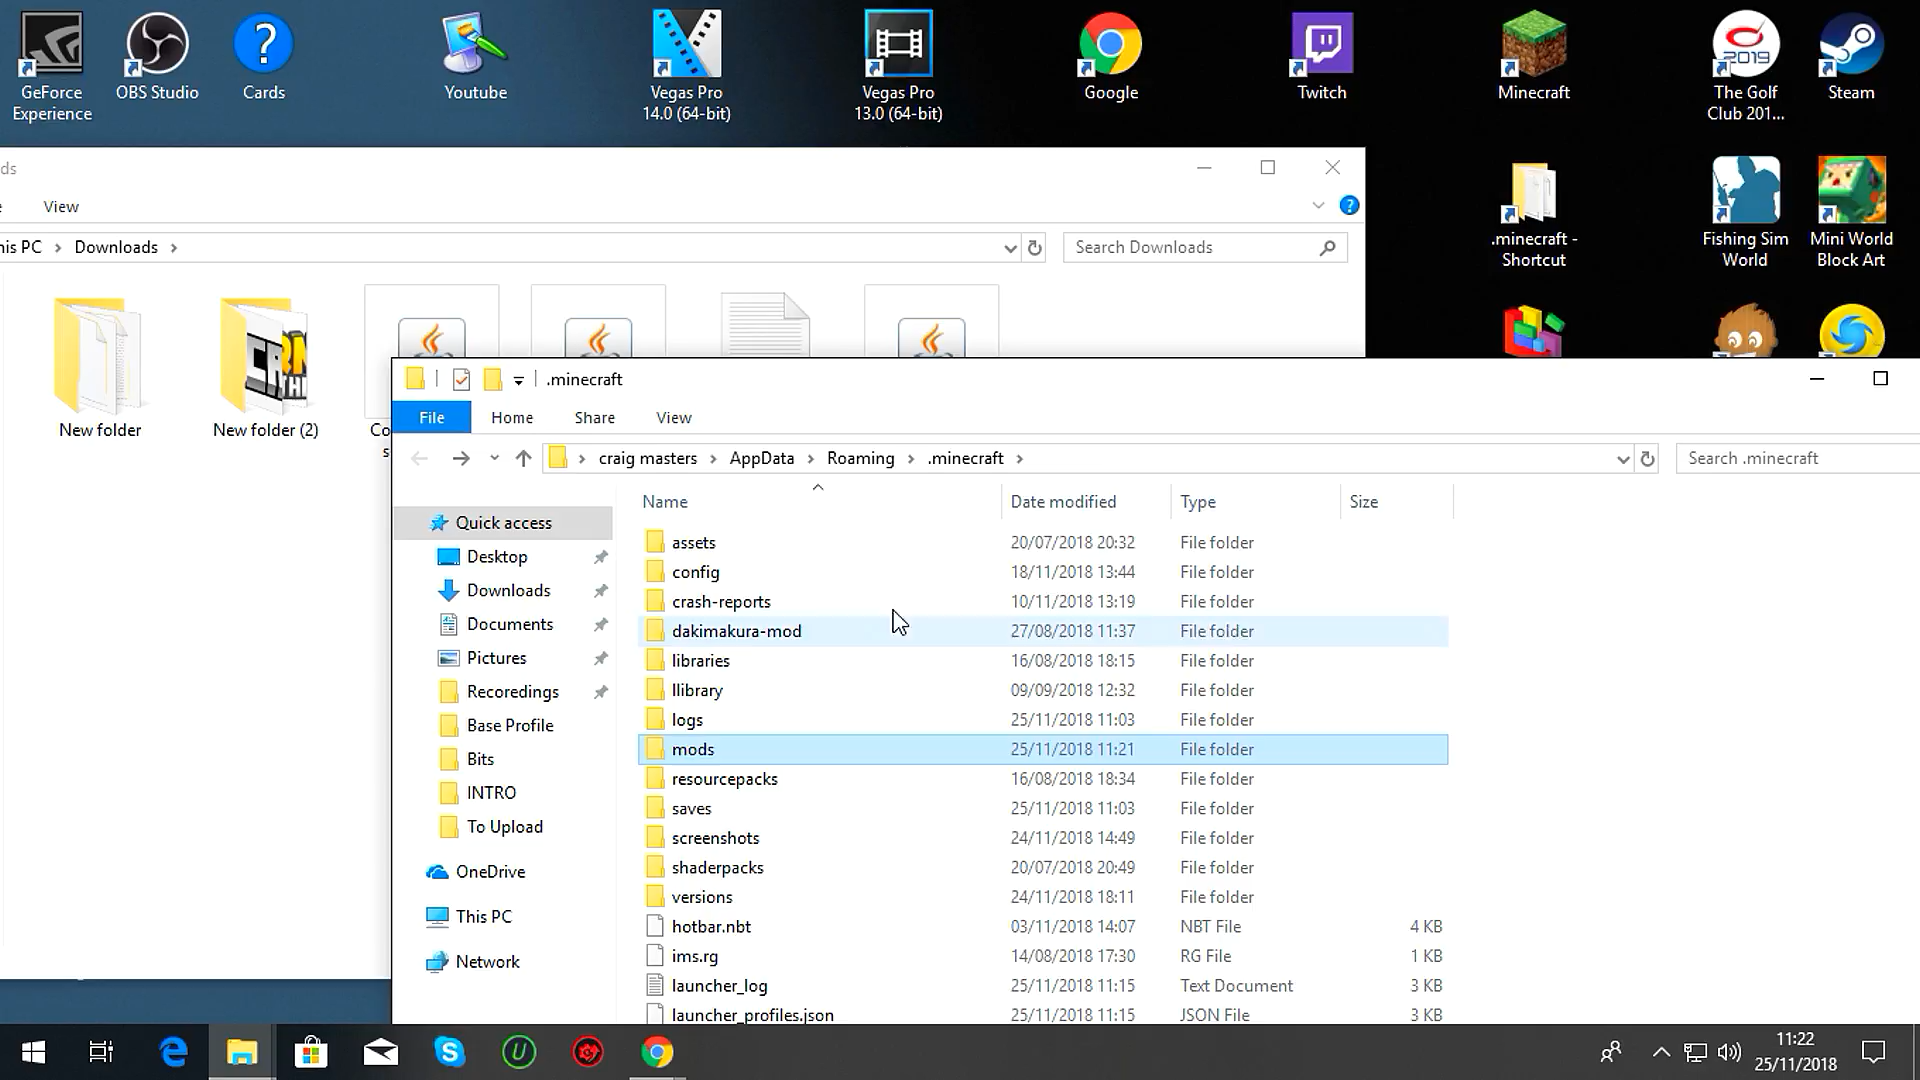 GeForce
Experience
OBS Studio
Cards
Youtube
Vegas Pro
14.0 (64-bit)
Vegas Pro
13.0 (64-bit)
Google
Twitch
Minecraft
2019
The Golf
Club 201...
Steam
.minecraft -
Shortcut
Fishing Sim
World
Mini World
Block Art
ds
View
his PC > Downloads >
Search Downloads
New folder
New folder (2)
Co
s
.minecraft
File
Home
Share
View
craig masters > AppData > Roaming > .minecraft >
Search .minecraft
Name
Date modified
Type
Size
Quick access
Desktop
Downloads
Documents
Pictures
Recoredings
Base Profile
Bits
INTRO
To Upload
OneDrive
This PC
Network
assets 20/07/2018 20:32 File folder
config 18/11/2018 13:44 File folder
crash-reports 10/11/2018 13:19 File folder
dakimakura-mod 27/08/2018 11:37 File folder
libraries 16/08/2018 18:15 File folder
llibrary 09/09/2018 12:32 File folder
logs 25/11/2018 11:03 File folder
mods 25/11/2018 11:21 File folder
resourcepacks 16/08/2018 18:34 File folder
saves 25/11/2018 11:03 File folder
screenshots 24/11/2018 14:49 File folder
shaderpacks 20/07/2018 20:49 File folder
versions 24/11/2018 18:11 File folder
hotbar.nbt 03/11/2018 14:07 NBT File 4 KB
ims.rg 14/08/2018 17:30 RG File 1 KB
launcher_log 25/11/2018 11:15 Text Document 3 KB
launcher_profiles.json 25/11/2018 11:15 JSON File 3 KB
11:22
25/11/2018